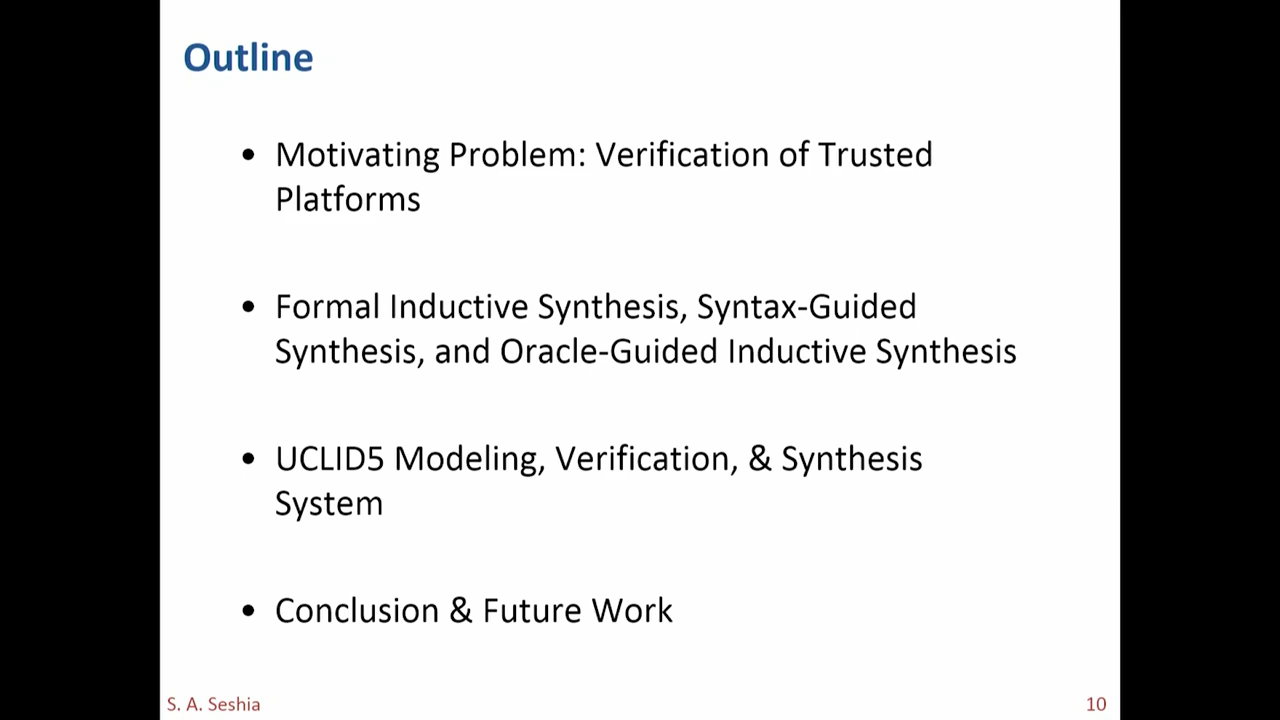 Outline
• Motivating Problem: Verification of Trusted
Platforms
• Formal Inductive Synthesis, Syntax-Guided
Synthesis, and Oracle-Guided Inductive Synthesis
• UCLID5 Modeling, Verification, & Synthesis
System
• Conclusion & Future Work
S. A. Seshia
10